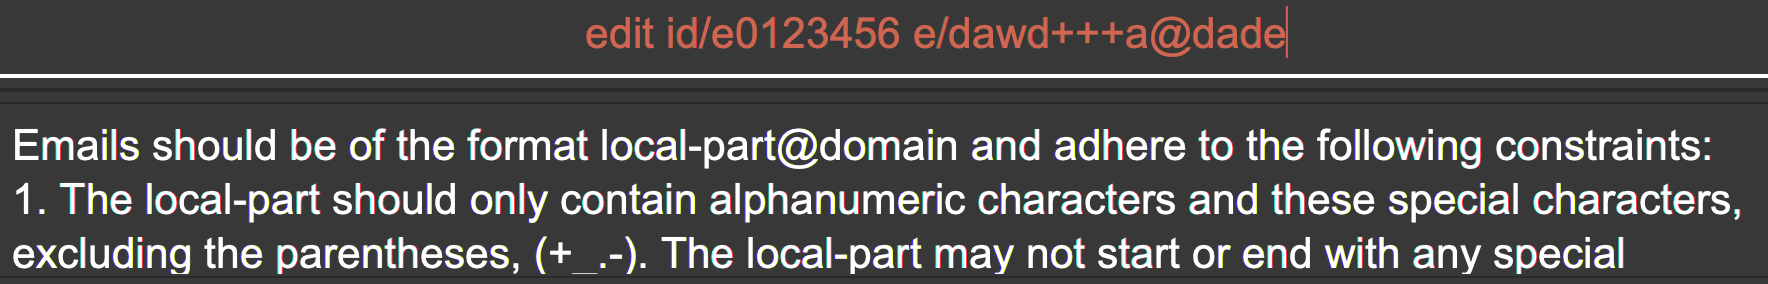 edit id/e0123456 e/dawd+++a@dade
Emails should be of the format local-part@domain and adhere to the following constraints:
1. The local-part should only contain alphanumeric characters and these special characters,
excluding the parentheses, (+_.-). The local-part may not start or end with any special